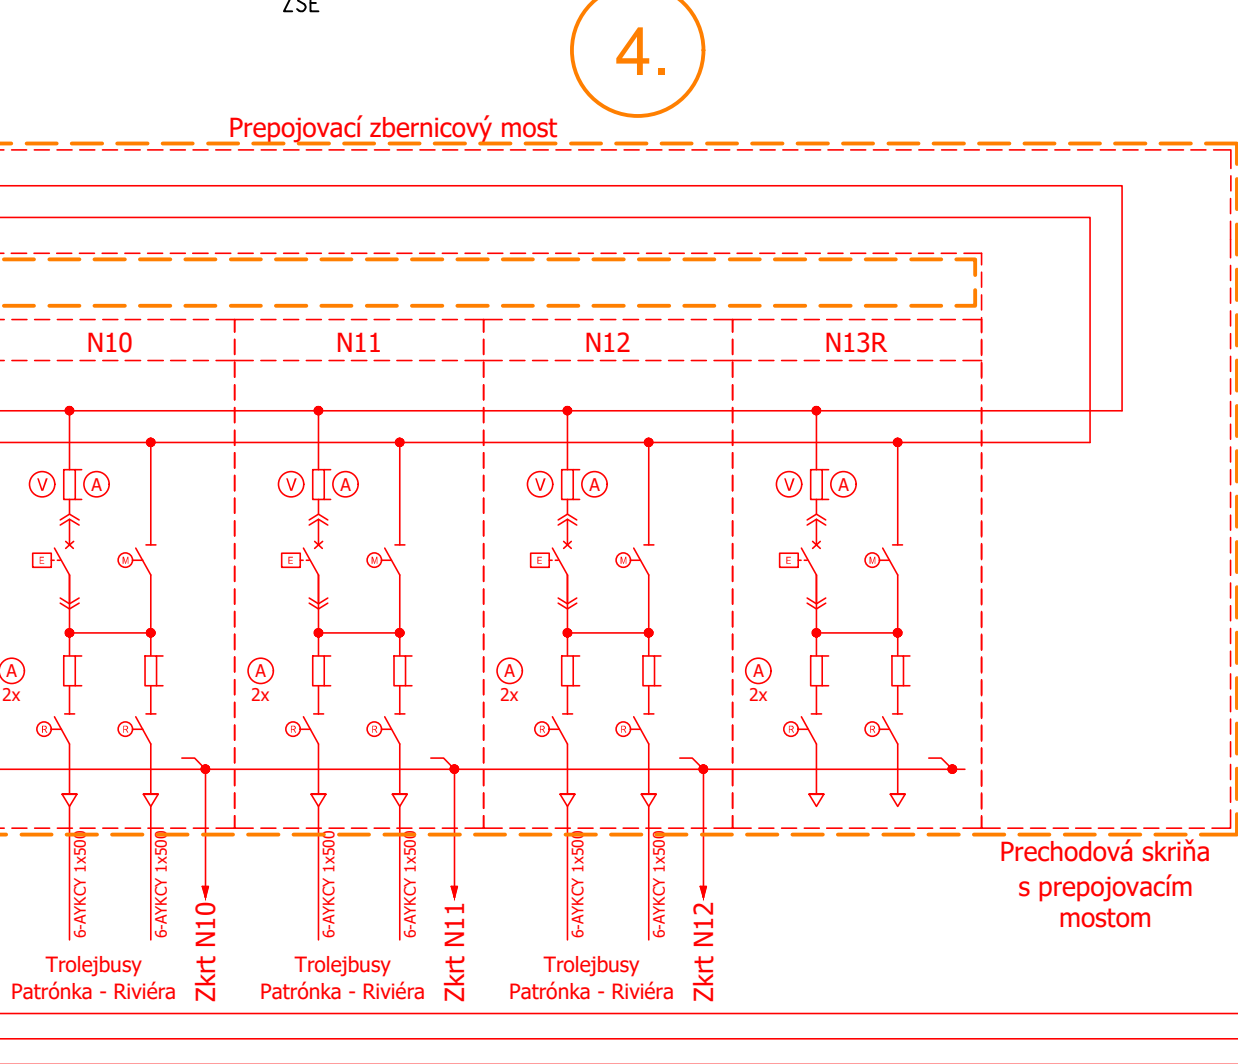 ZSE
4.
Prepojovací zbernicový most
N10
N11
N12
N13R
V A
V A
V A
V A
E M
E M
E M
E M
A
2x
A
2x
A
2x
A
2x
R R
R R
R R
R R
6-AYKCY 1x500
6-AYKCY 1x500
Zkrt N10
6-AYKCY 1x500
6-AYKCY 1x500
Zkrt N11
6-AYKCY 1x500
6-AYKCY 1x500
Zkrt N12
Trolejbusy
Patrónka - Riviéra
Trolejbusy
Patrónka - Riviéra
Trolejbusy
Patrónka - Riviéra
Prechodová skriňa
s prepojovacím
mostom